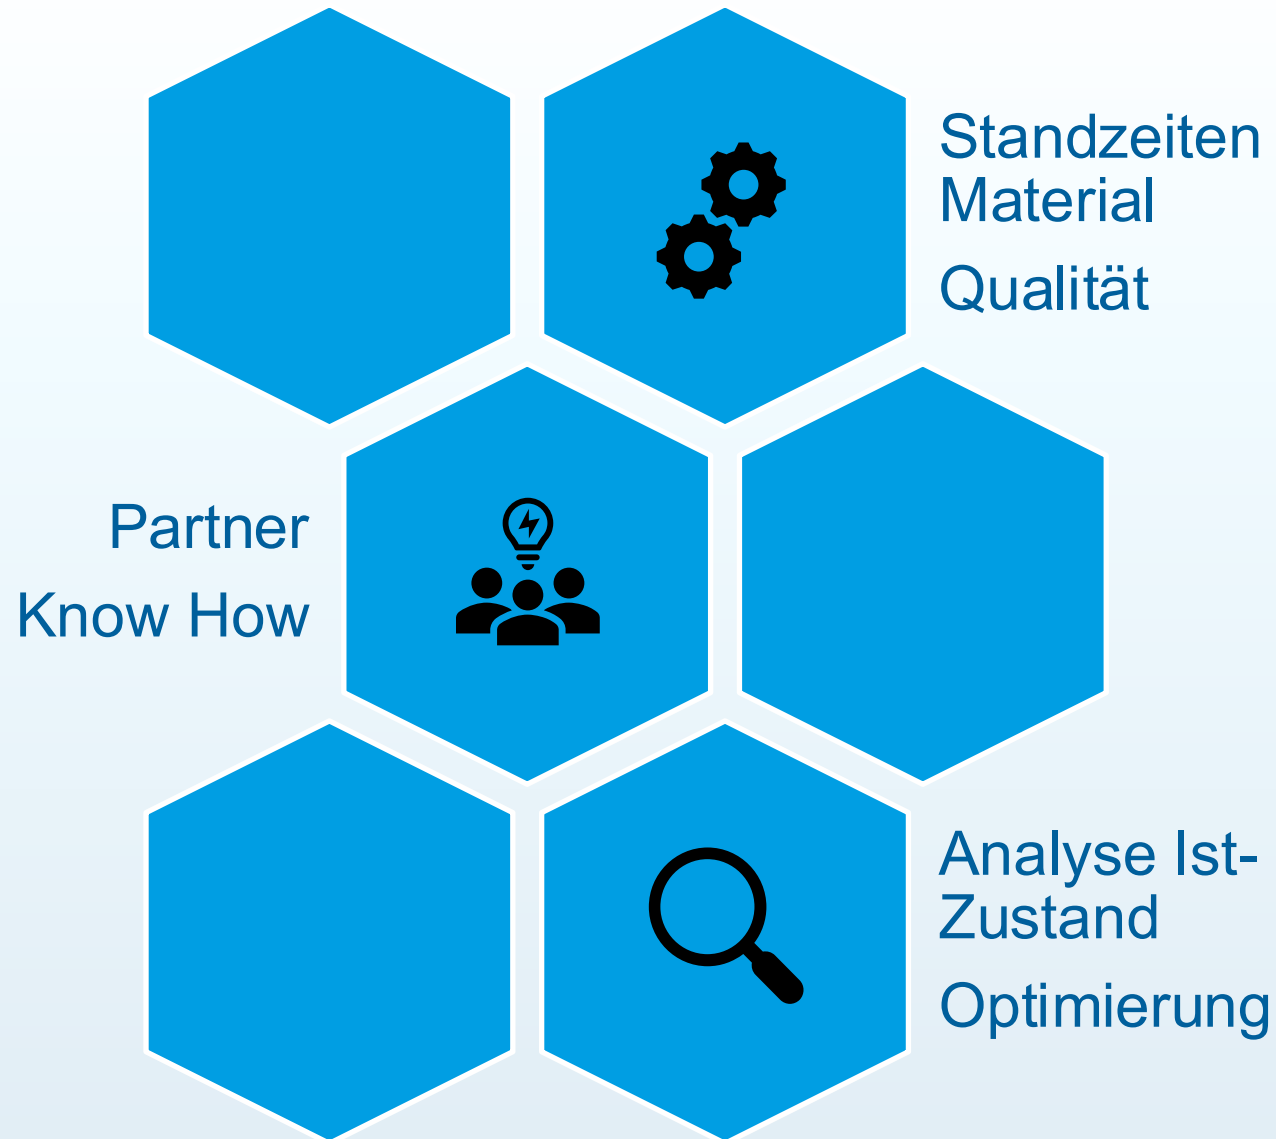 Standzeiten
Material
Qualität
Partner
Know How
Analyse Ist-
Zustand
Optimierung